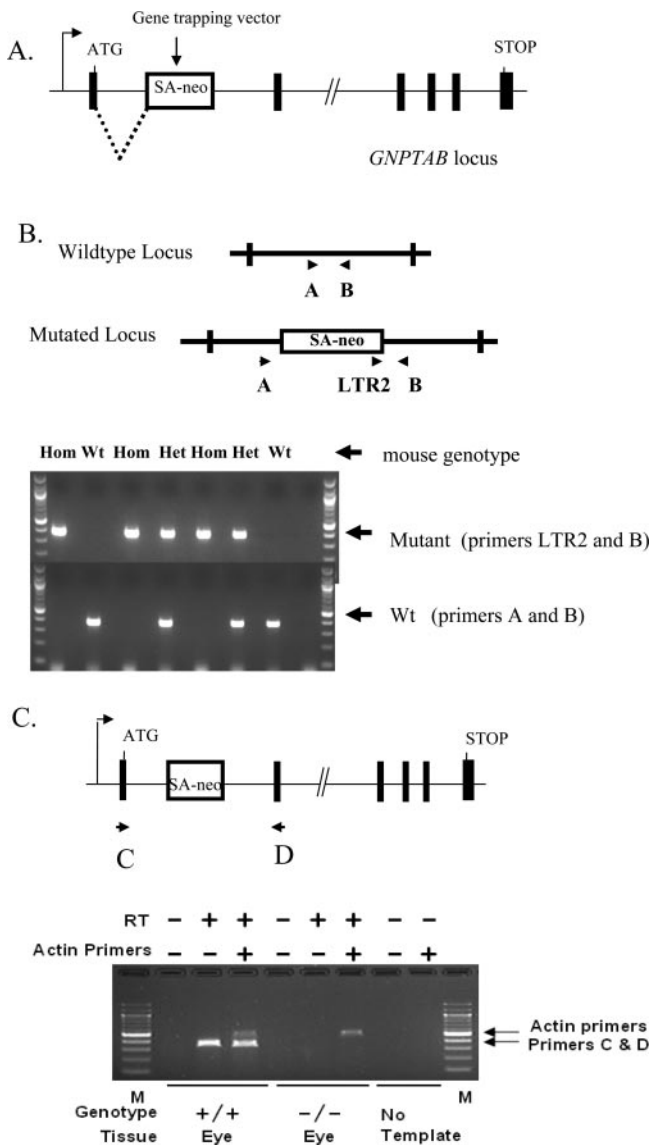 A.
Gene trapping vector
ATG
SA-neo
STOP
GNPTAB locus
B.
Wildtype Locus
A B
Mutated Locus
SA-neo
A LTR2 B
Hom Wt Hom Het Hom Het Wt
mouse genotype
Mutant (primers LTR2 and B)
Wt (primers A and B)
C.
ATG
SA-neo
STOP
C D
RT − + + − + + − −
Actin Primers − − + − − + − +
Actin primers
Primers C & D
M M
Genotype +/+ −/− No
Tissue Eye Eye Template